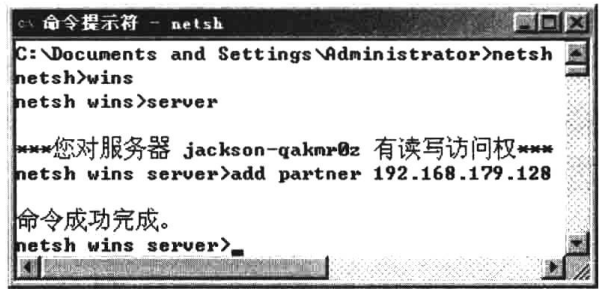 命令提示符 - netsh
C:\Documents and Settings\Administrator>netsh
netsh>wins
netsh wins>server
***您对服务器 jackson-qakmr0z 有读写访问权***
netsh wins server>add partner 192.168.179.128
命令成功完成。
netsh wins server>